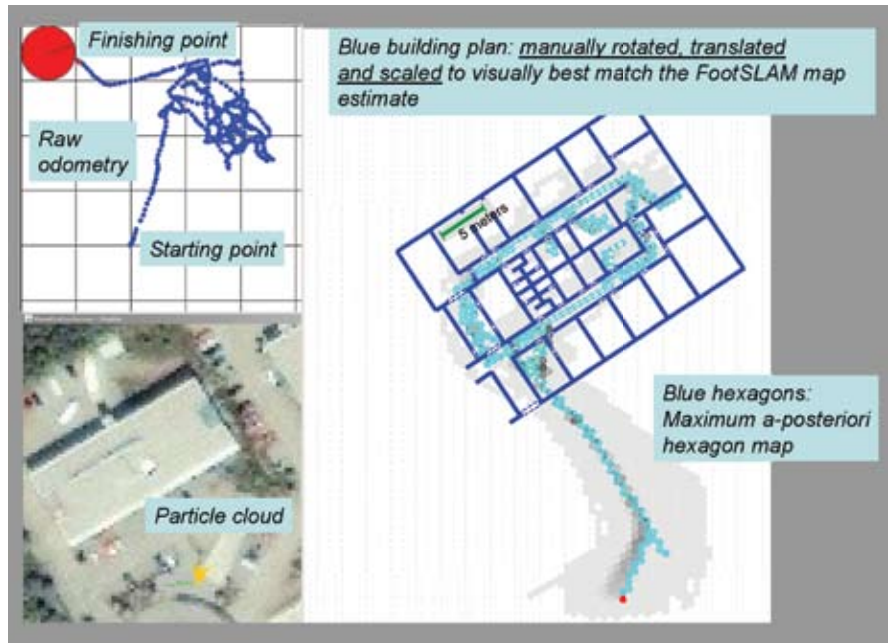 Finishing point
Blue building plan: manually rotated, translated
and scaled to visually best match the FootSLAM map
estimate
Raw
odometry
Starting point
5 meters
Blue hexagons:
Maximum a-posteriori
hexagon map
Particle cloud